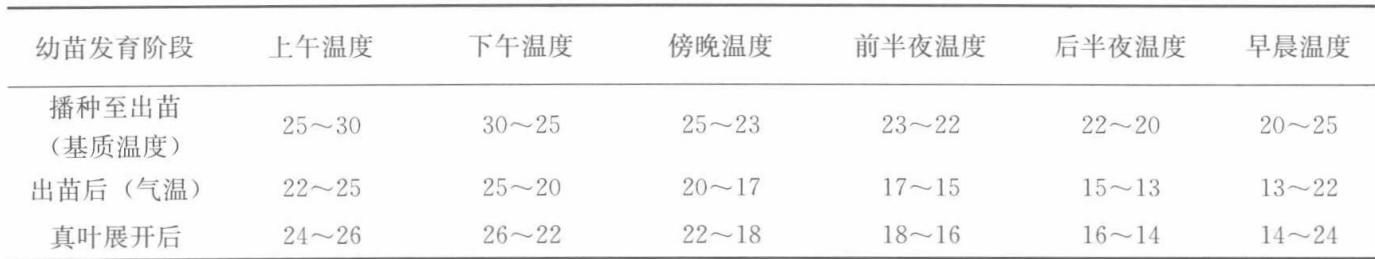 幼苗发育阶段 上午温度 下午温度 傍晚温度 前半夜温度 后半夜温度 早晨温度
播种至出苗
（基质温度） 25～30 30～25 25～23 23～22 22～20 20～25
出苗后（气温） 22～25 25～20 20～17 17～15 15～13 13～22
真叶展开后 24～26 26～22 22～18 18～16 16～14 14～24